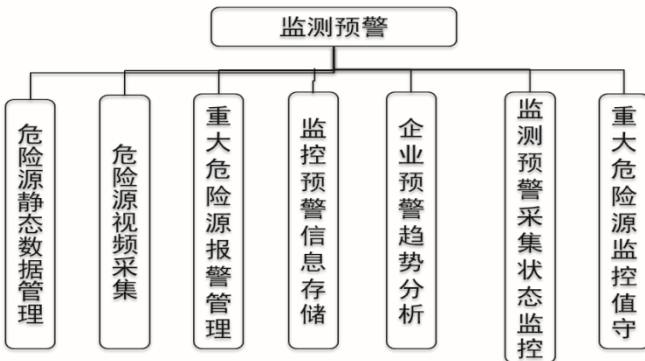 监测预警
危险源静态数据管理
危险源视频采集
重大危险源报警管理
监控预警信息存储
企业预警趋势分析
监测预警采集状态监控
重大危险源监控值守